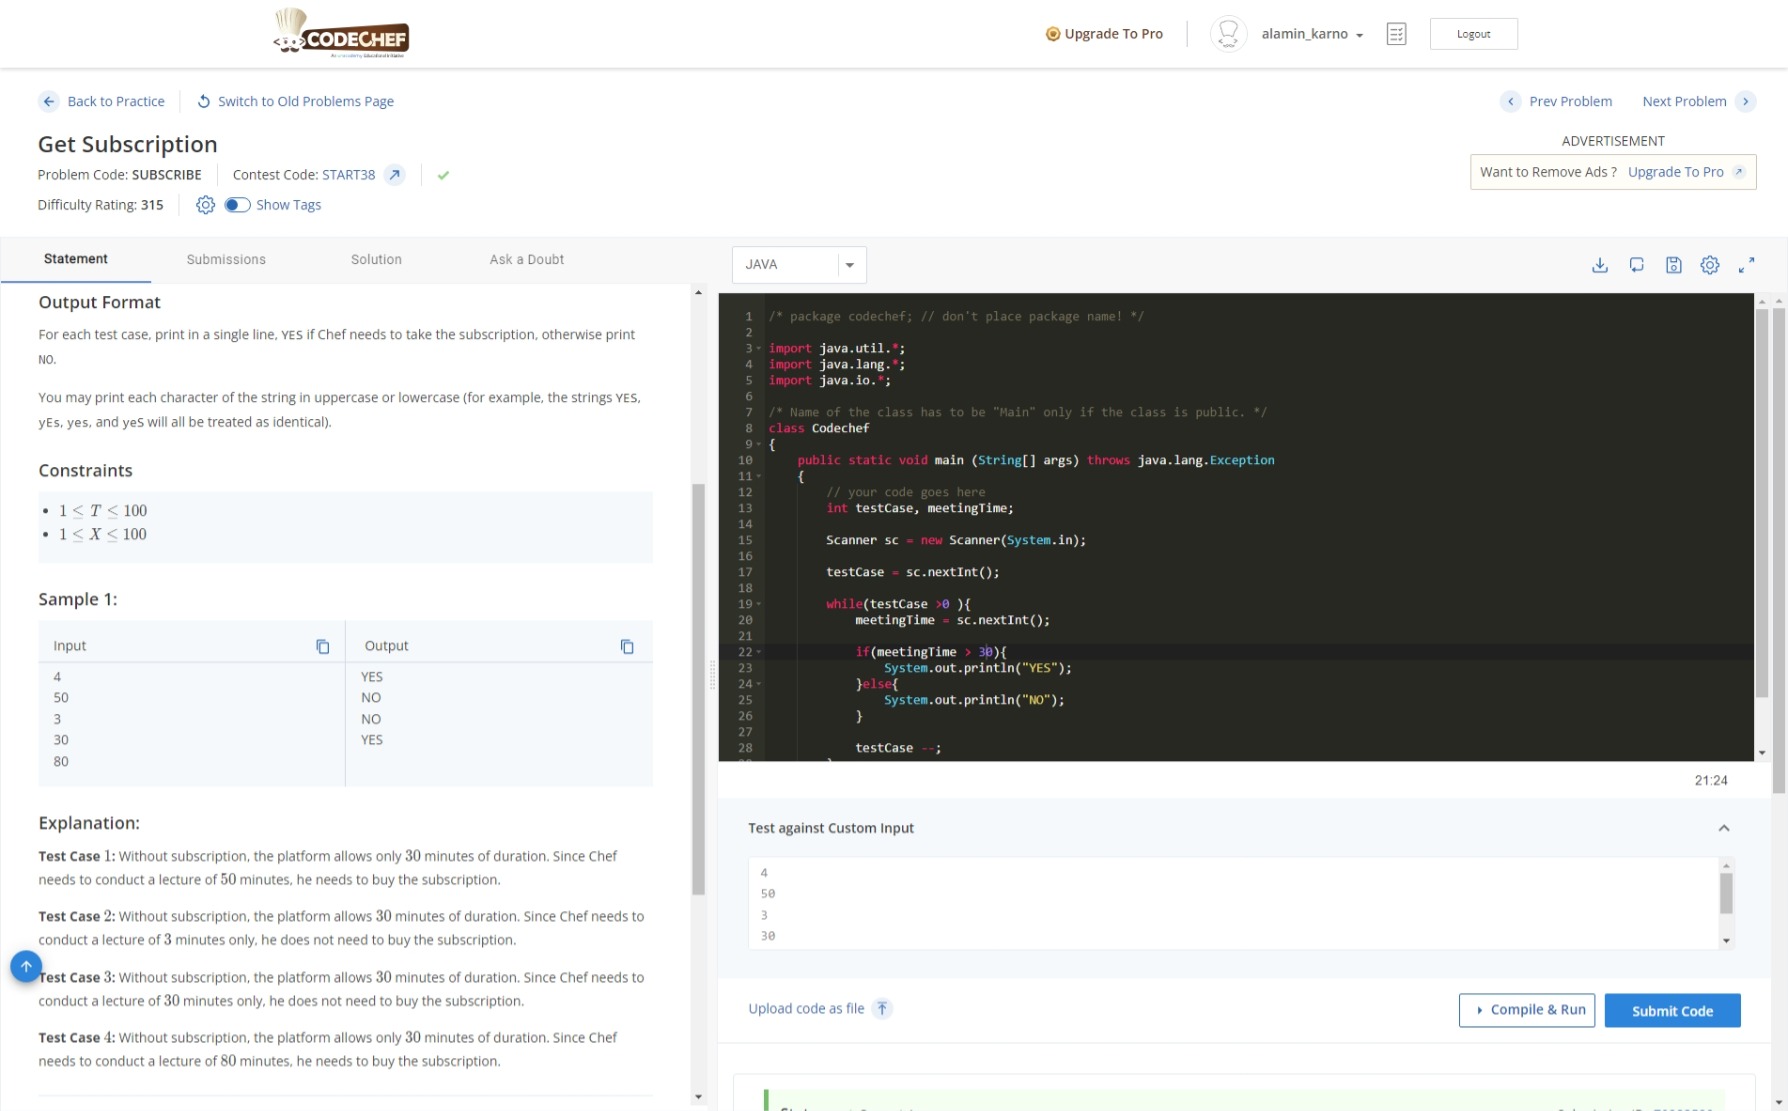 CODECHEF
Upgrade To Pro
alamin_karno
Logout
Back to Practice
Switch to Old Problems Page
Prev Problem
Next Problem
Get Subscription
ADVERTISEMENT
Problem Code: SUBSCRIBE
Contest Code: START38
Want to Remove Ads ? Upgrade To Pro
Difficulty Rating: 315
Show Tags
Statement
Submissions
Solution
Ask a Doubt
Output Format
For each test case, print in a single line, YES if Chef needs to take the subscription, otherwise print
NO.
You may print each character of the string in uppercase or lowercase (for example, the strings YES,
yEs, yes, and yeS will all be treated as identical).
Constraints
• 1 ≤ T ≤ 100
• 1 ≤ X ≤ 100
Sample 1:
Input
Output
4
50
3
30
80
YES
NO
NO
YES
Explanation:
Test Case 1: Without subscription, the platform allows only 30 minutes of duration. Since Chef
needs to conduct a lecture of 50 minutes, he needs to buy the subscription.
Test Case 2: Without subscription, the platform allows 30 minutes of duration. Since Chef needs to
conduct a lecture of 3 minutes only, he does not need to buy the subscription.
Test Case 3: Without subscription, the platform allows 30 minutes of duration. Since Chef needs to
conduct a lecture of 30 minutes only, he does not need to buy the subscription.
Test Case 4: Without subscription, the platform allows only 30 minutes of duration. Since Chef
needs to conduct a lecture of 80 minutes, he needs to buy the subscription.
JAVA
1 /* package codechef; // don't place package name! */
2
3 import java.util.*;
4 import java.lang.*;
5 import java.io.*;
6
7 /* Name of the class has to be "Main" only if the class is public. */
8 class Codechef
9 {
10 public static void main (String[] args) throws java.lang.Exception
11 {
12 // your code goes here
13 int testCase, meetingTime;
14
15 Scanner sc = new Scanner(System.in);
16
17 testCase = sc.nextInt();
18
19 while(testCase >0 ){
20 meetingTime = sc.nextInt();
21
22 if(meetingTime > 30){
23 System.out.println("YES");
24 }else{
25 System.out.println("NO");
26 }
27
28 testCase --;
21:24
Test against Custom Input
4
50
3
30
Upload code as file
Compile & Run
Submit Code